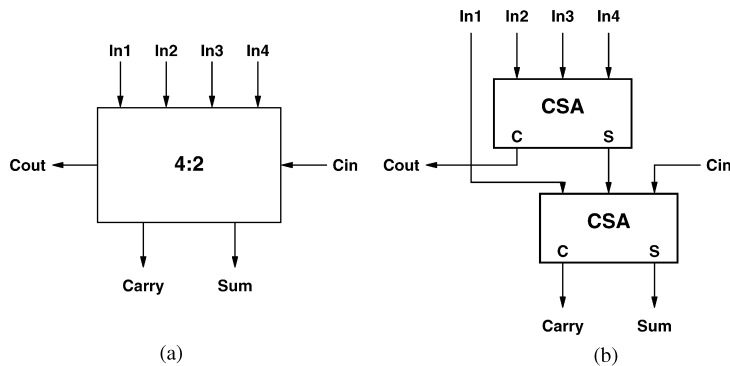 In1 In2 In3 In4
4:2
Cout
Cin
Carry
Sum
(a)
In1 In2 In3 In4
CSA
C S
Cout
Cin
CSA
C S
Carry
Sum
(b)